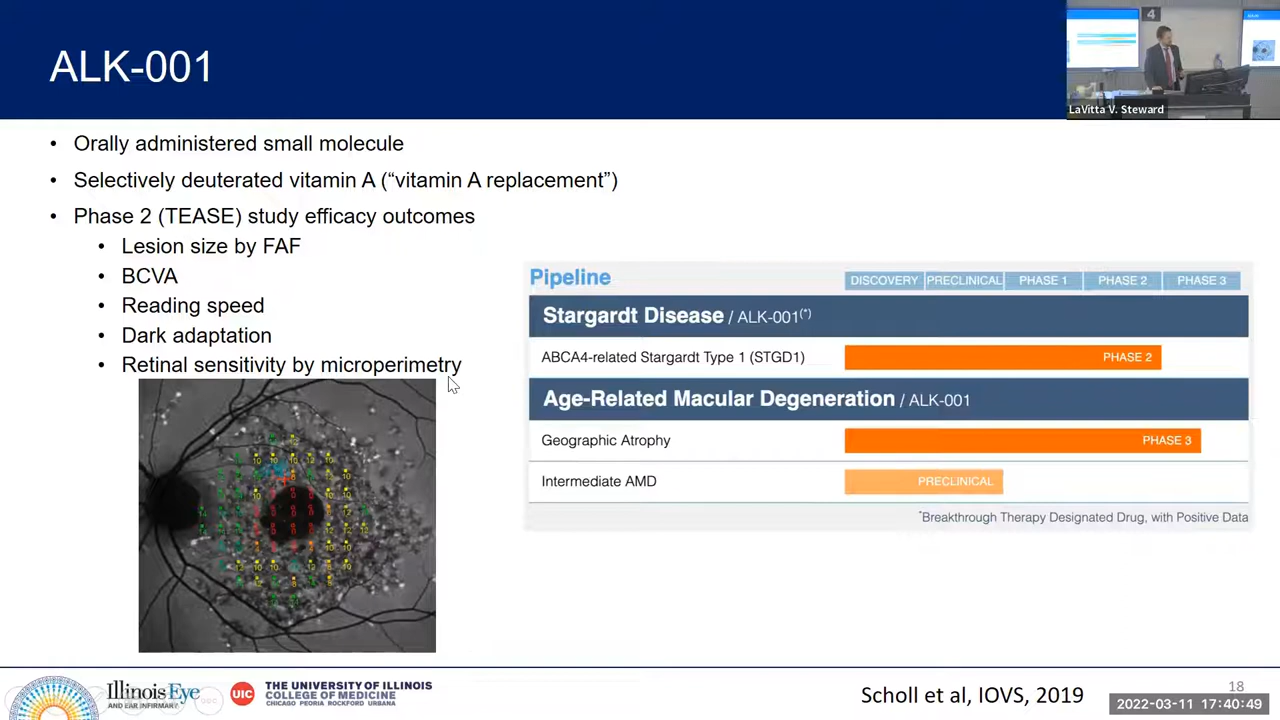 ALK-001
4
LaVitta V. Steward
• Orally administered small molecule
• Selectively deuterated vitamin A (“vitamin A replacement”)
• Phase 2 (TEASE) study efficacy outcomes
• Lesion size by FAF
• BCVA
• Reading speed
• Dark adaptation
• Retinal sensitivity by microperimetry
Pipeline
DISCOVERY PRECLINICAL PHASE 1 PHASE 2 PHASE 3
Stargardt Disease / ALK-001(*)
ABCA4-related Stargardt Type 1 (STGD1) PHASE 2
Age-Related Macular Degeneration / ALK-001
Geographic Atrophy PHASE 3
Intermediate AMD PRECLINICAL
*Breakthrough Therapy Designated Drug, with Positive Data
Illinois Eye
AND EAR INFIRMARY
UIC
THE UNIVERSITY OF ILLINOIS
COLLEGE OF MEDICINE
CHICAGO PEORIA ROCKFORD URBANA
Scholl et al, IOVS, 2019
18
2022-03-11 17:40:49